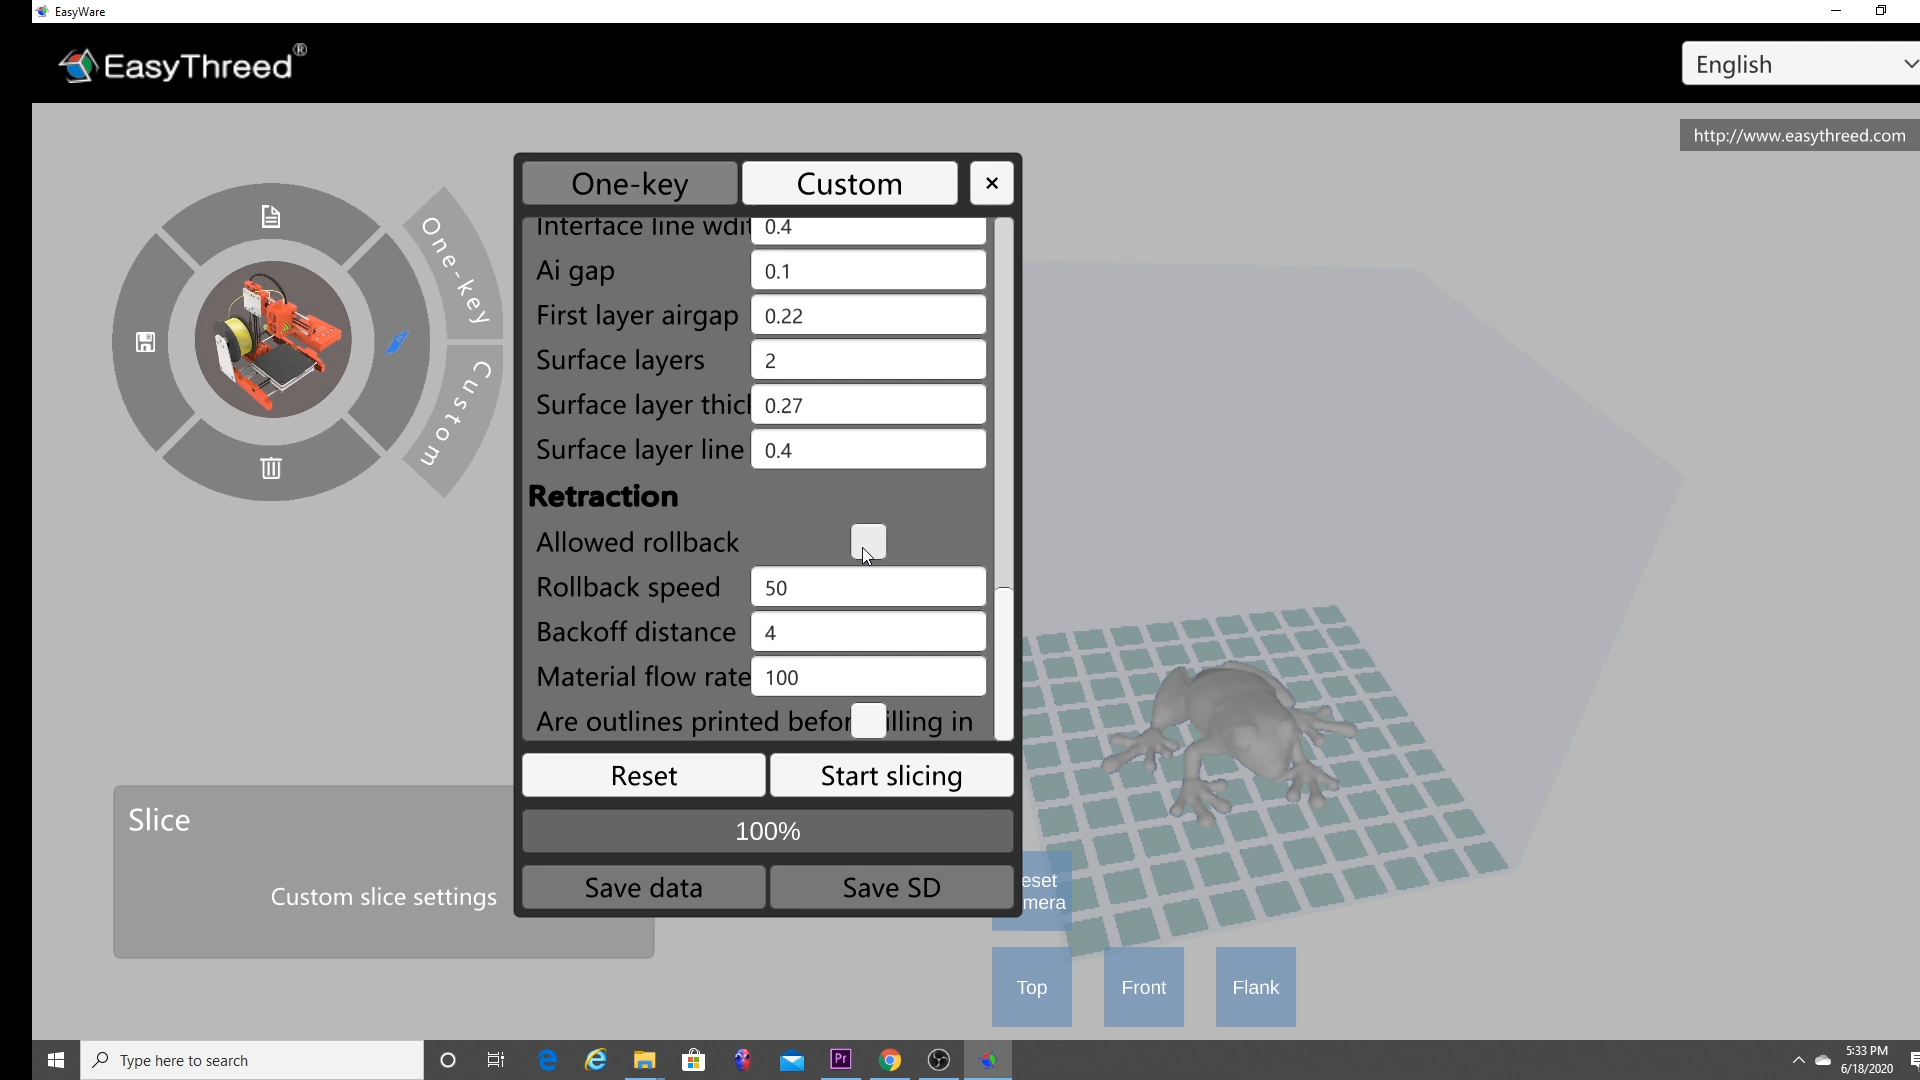 EasyWare
EasyThreed®
English
http://www.easythreed.com
One-key
Custom
One-key
Custom
×
Interface line wdi
0.4
Ai gap
0.1
First layer airgap
0.22
Surface layers
2
Surface layer thic
0.27
Surface layer line
0.4
Retraction
Allowed rollback
Rollback speed
50
Backoff distance
4
Material flow rate
100
Are outlines printed befor illing in
Reset
Start slicing
100%
Save data
Save SD
Slice
Custom slice settings
eset
mera
Top
Front
Flank
Type here to search
Pr
5:33 PM
6/18/2020